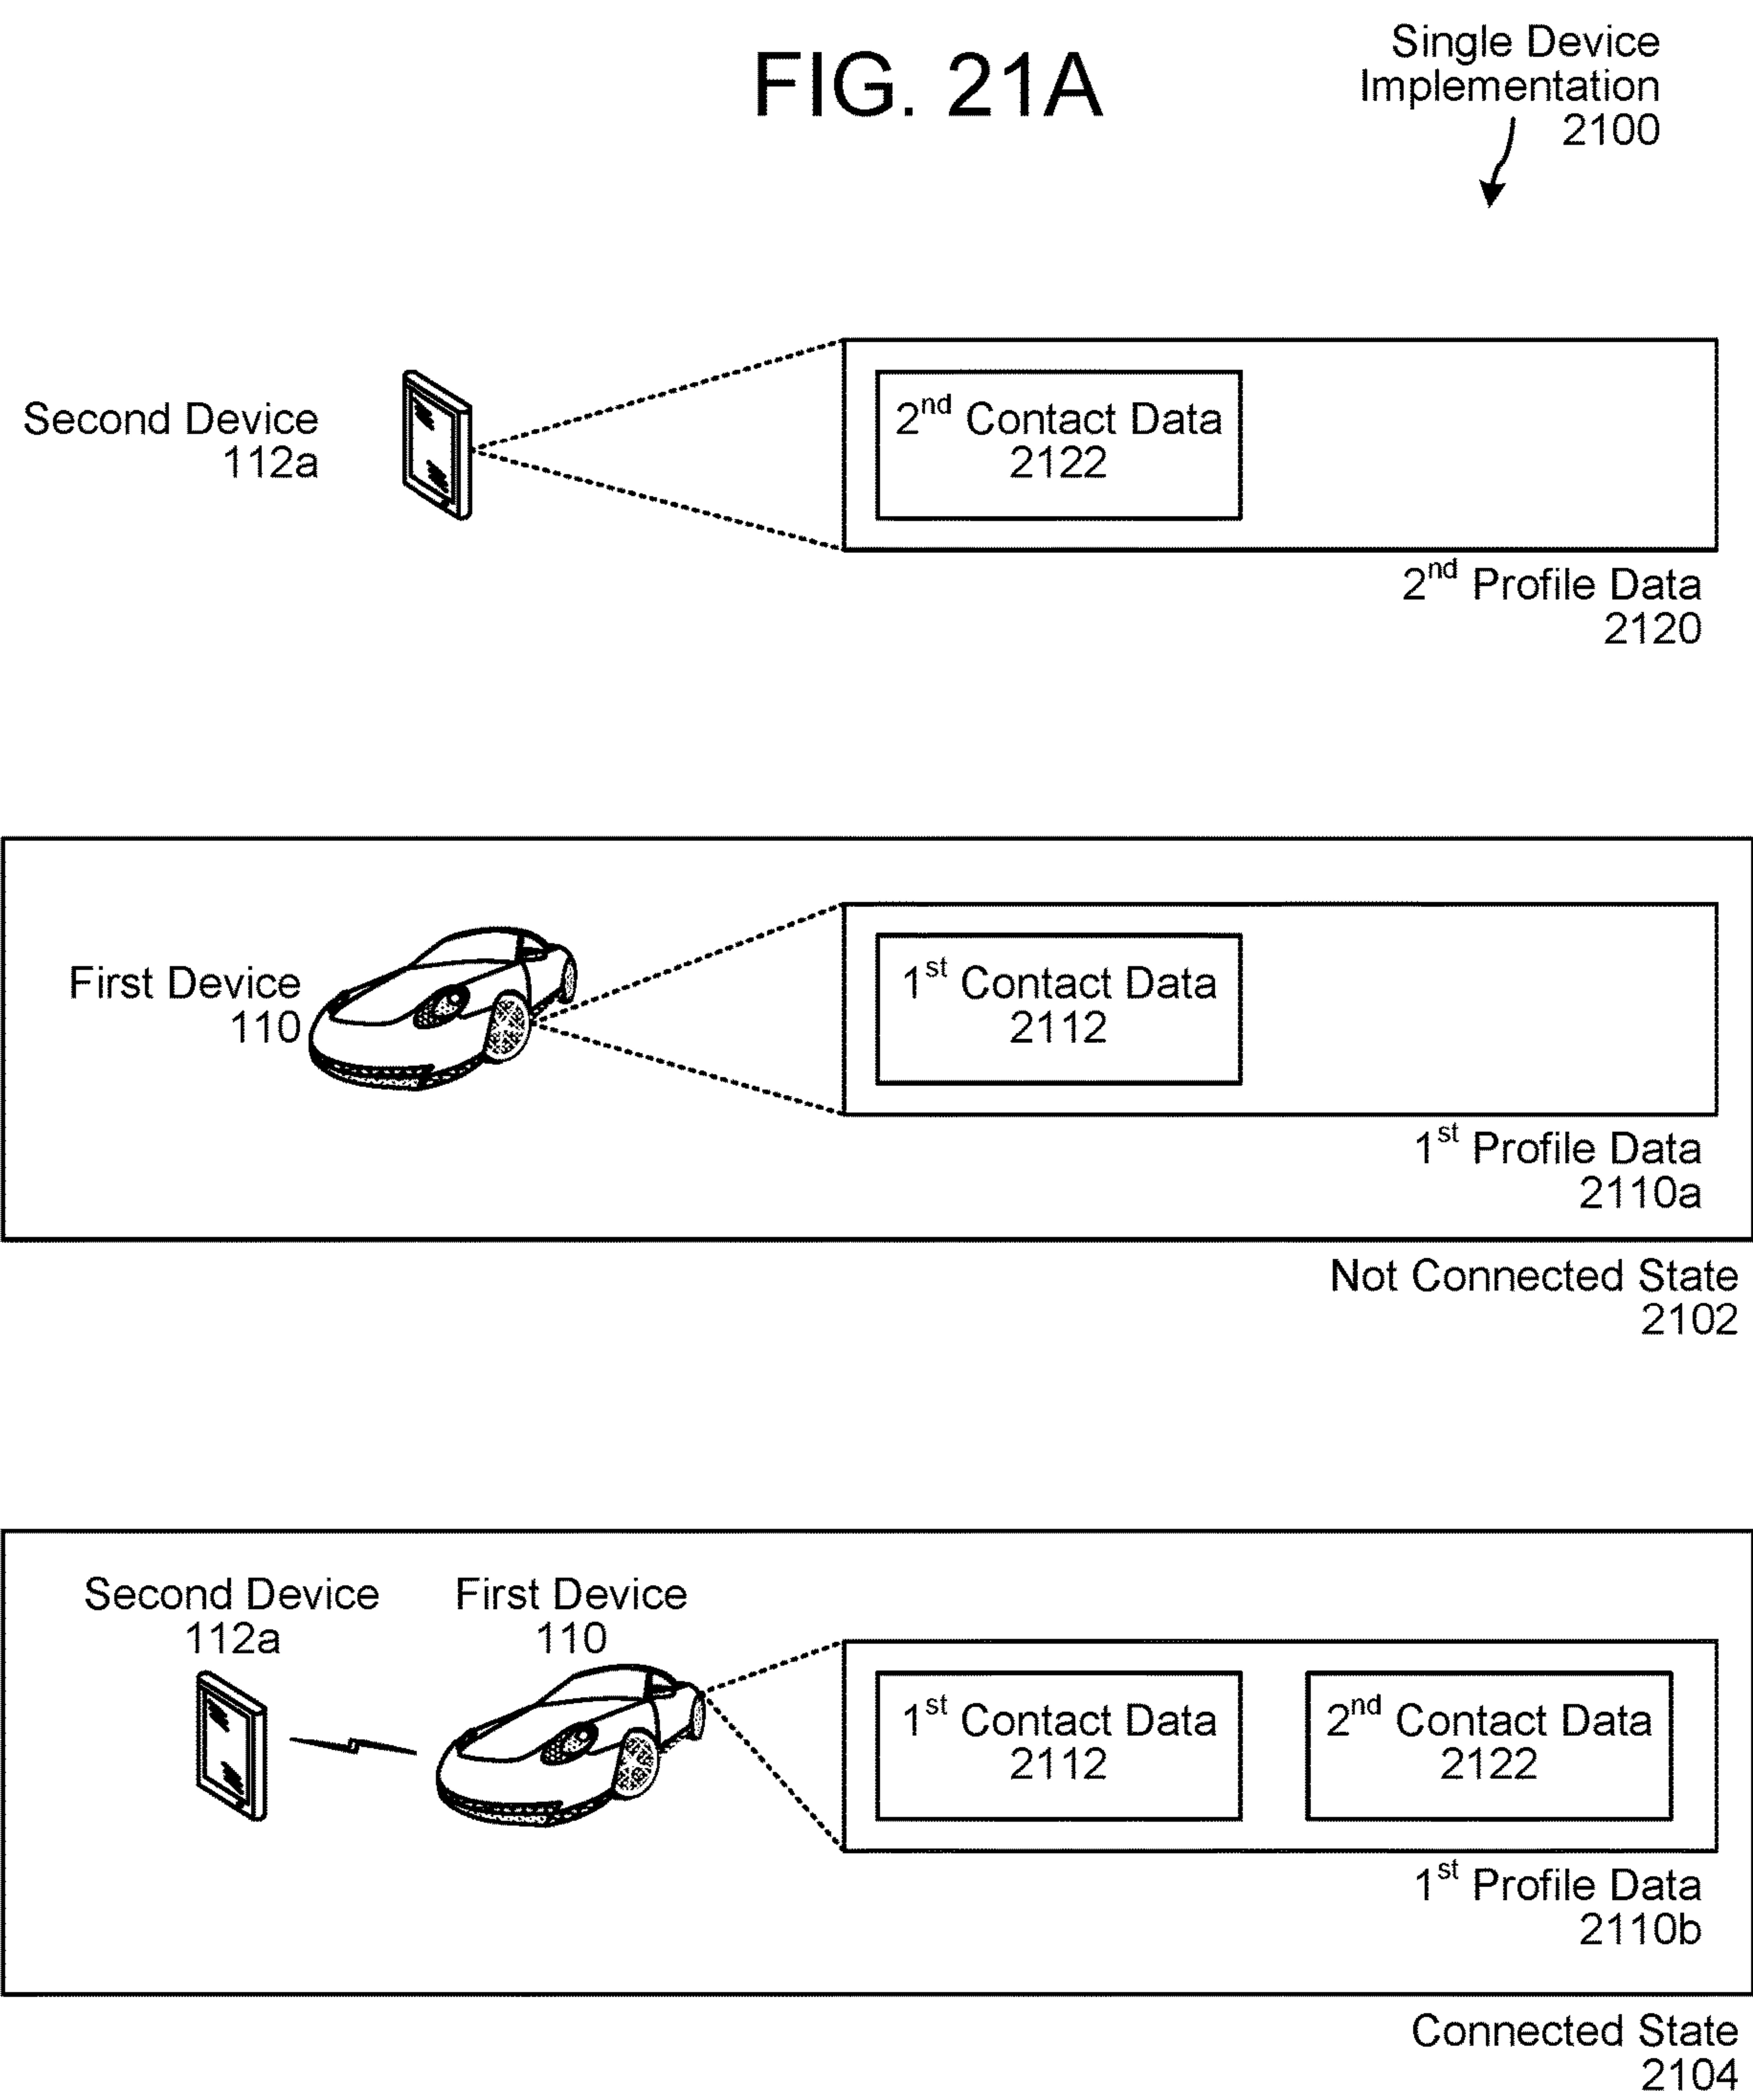 FIG. 21A
Single Device
Implementation
2100
Second Device
112a
2nd Contact Data
2122
2nd Profile Data
2120
First Device
110
1st Contact Data
2112
1st Profile Data
2110a
Not Connected State
2102
Second Device
112a
First Device
110
1st Contact Data
2112
2nd Contact Data
2122
1st Profile Data
2110b
Connected State
2104